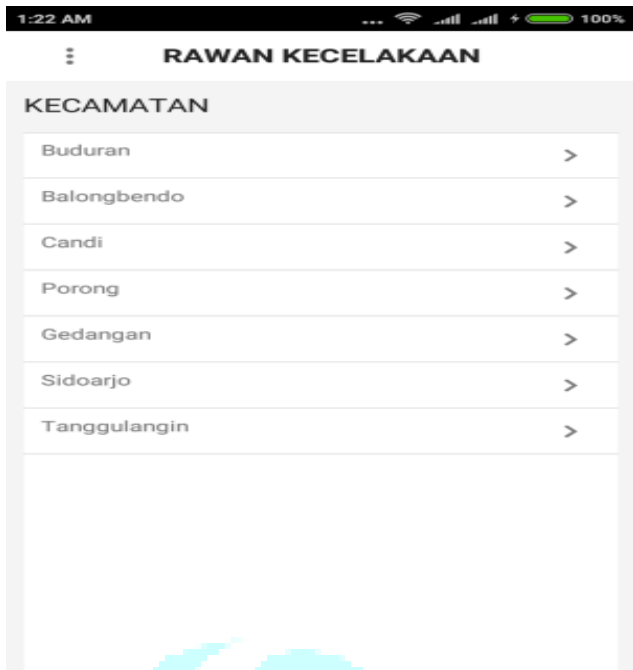 1:22 AM ... 100%
RAWAN KECELAKAAN
KECAMATAN
Buduran
Balongbendo
Candi
Porong
Gedangan
Sidoarjo
Tanggulangin